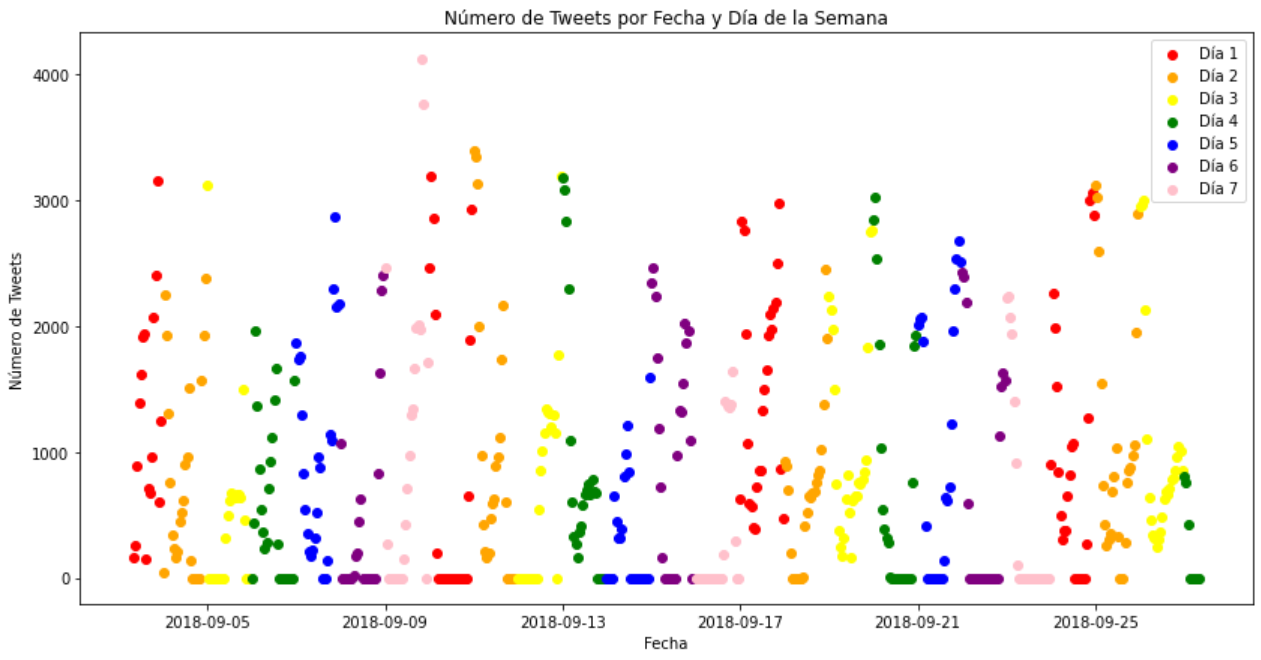 Número de Tweets por Fecha y Día de la Semana
4000
3000
2000
1000
0
Número de Tweets
Día 1
Día 2
Día 3
Día 4
Día 5
Día 6
Día 7
2018-09-05
2018-09-09
2018-09-13
2018-09-17
2018-09-21
2018-09-25
Fecha